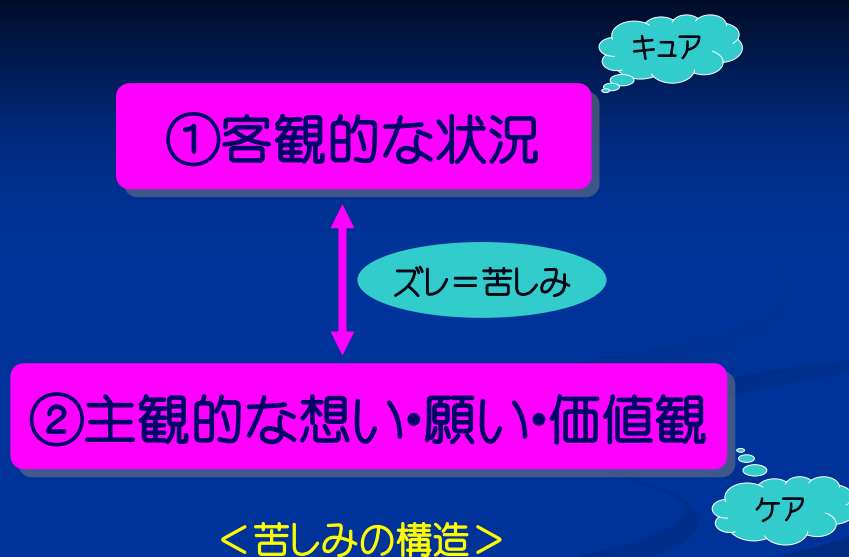 キュア
①客観的な状況
ズレ＝苦しみ
②主観的な想い・願い・価値観
ケア
＜苦しみの構造＞